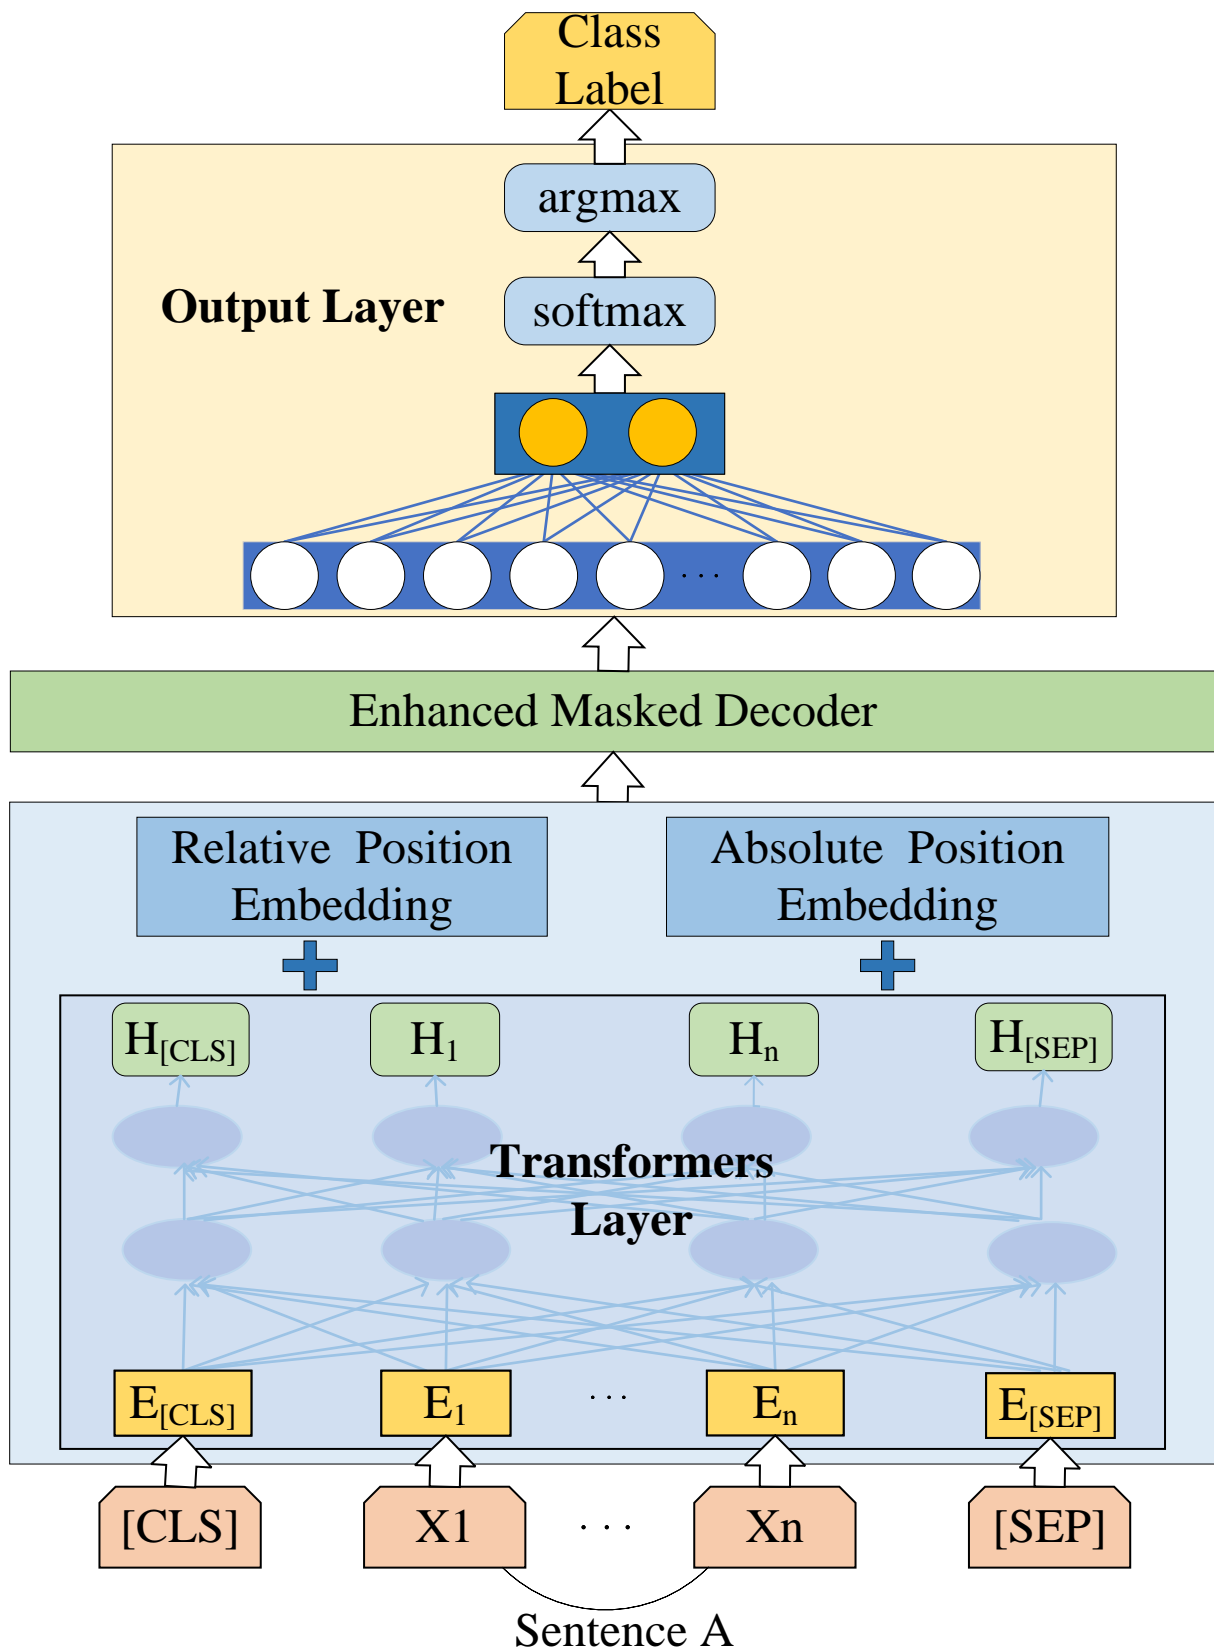 Class
Label
argmax
softmax
Output Layer
. . .
Enhanced Masked Decoder
Relative Position
Embedding
Absolute Position
Embedding
H[CLS]
H1
Hn
H[SEP]
Transformers
Layer
E[CLS]
E1
. . .
En
E[SEP]
[CLS]
X1
. . .
Xn
[SEP]
Sentence A